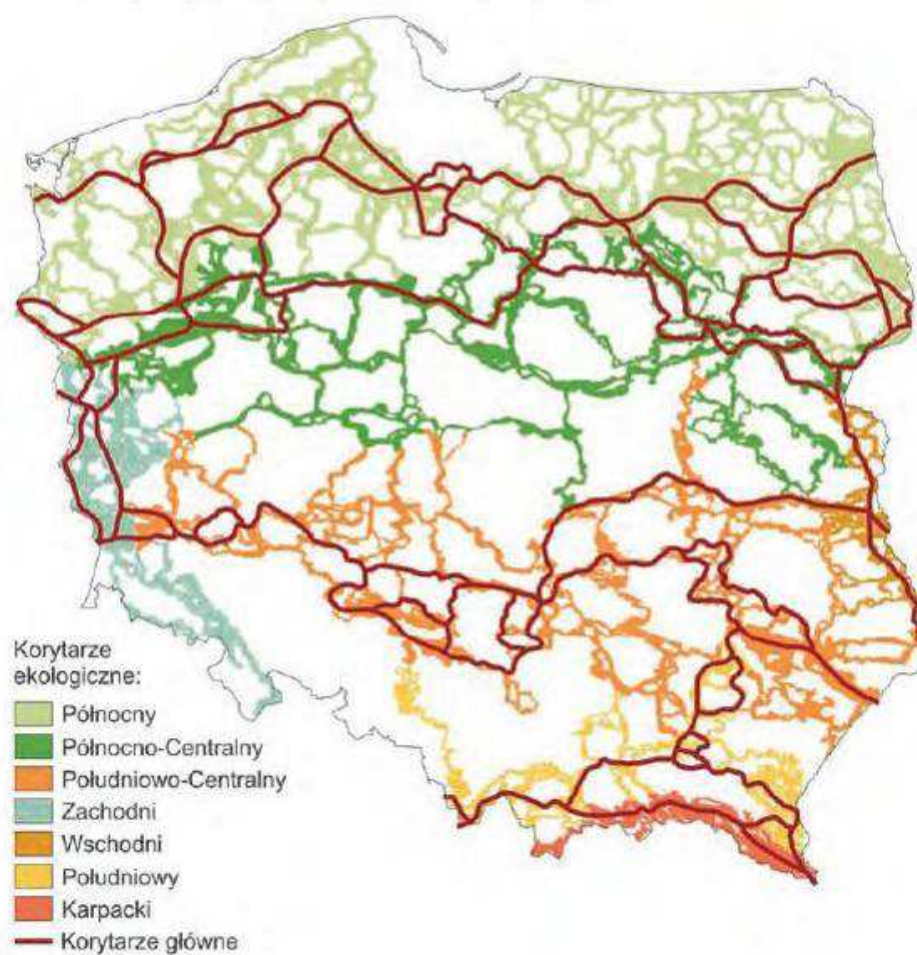 Korytarze
ekologiczne:
Północny
Północno-Centralny
Południowo-Centralny
Zachodni
Wschodni
Południowy
Karpacki
Korytarze główne